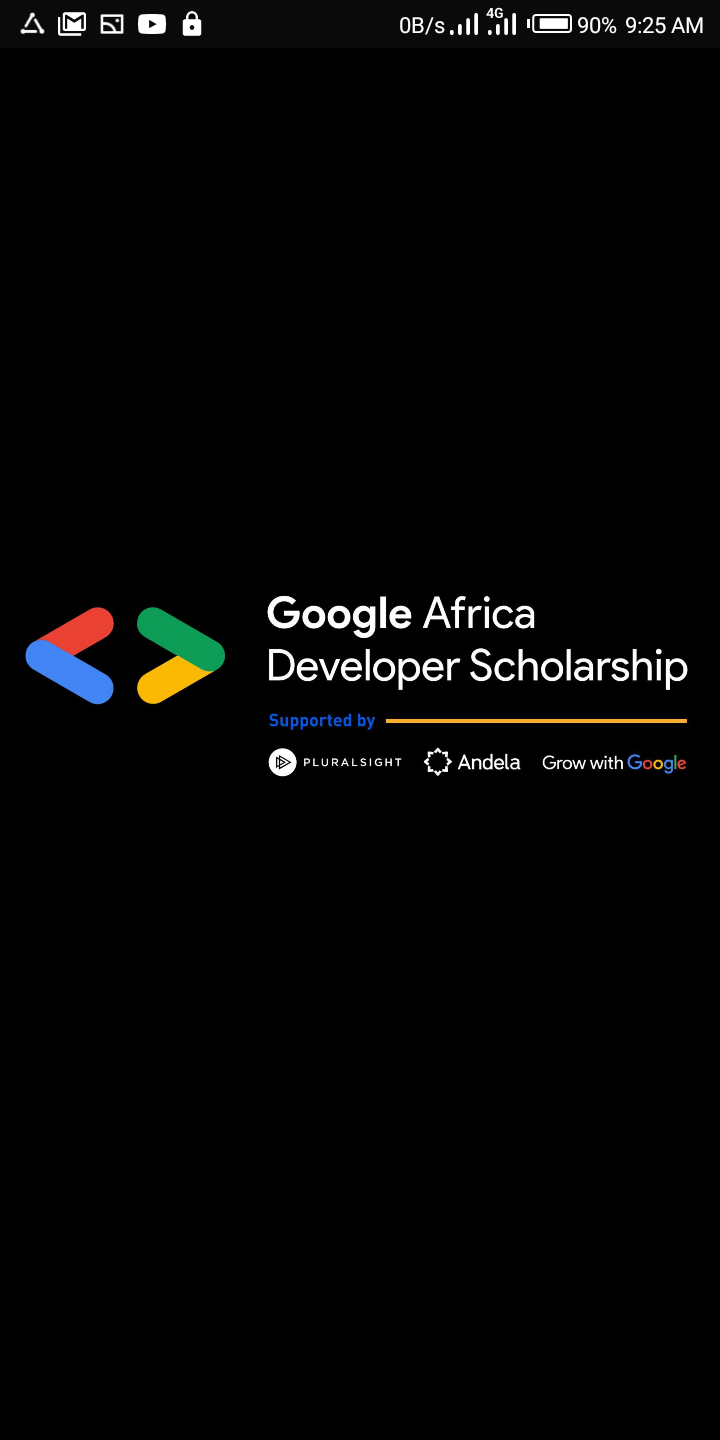 0B/s 4G 90% 9:25 AM
Google Africa
Developer Scholarship
Supported by
PLURALSIGHT Andela Grow with Google